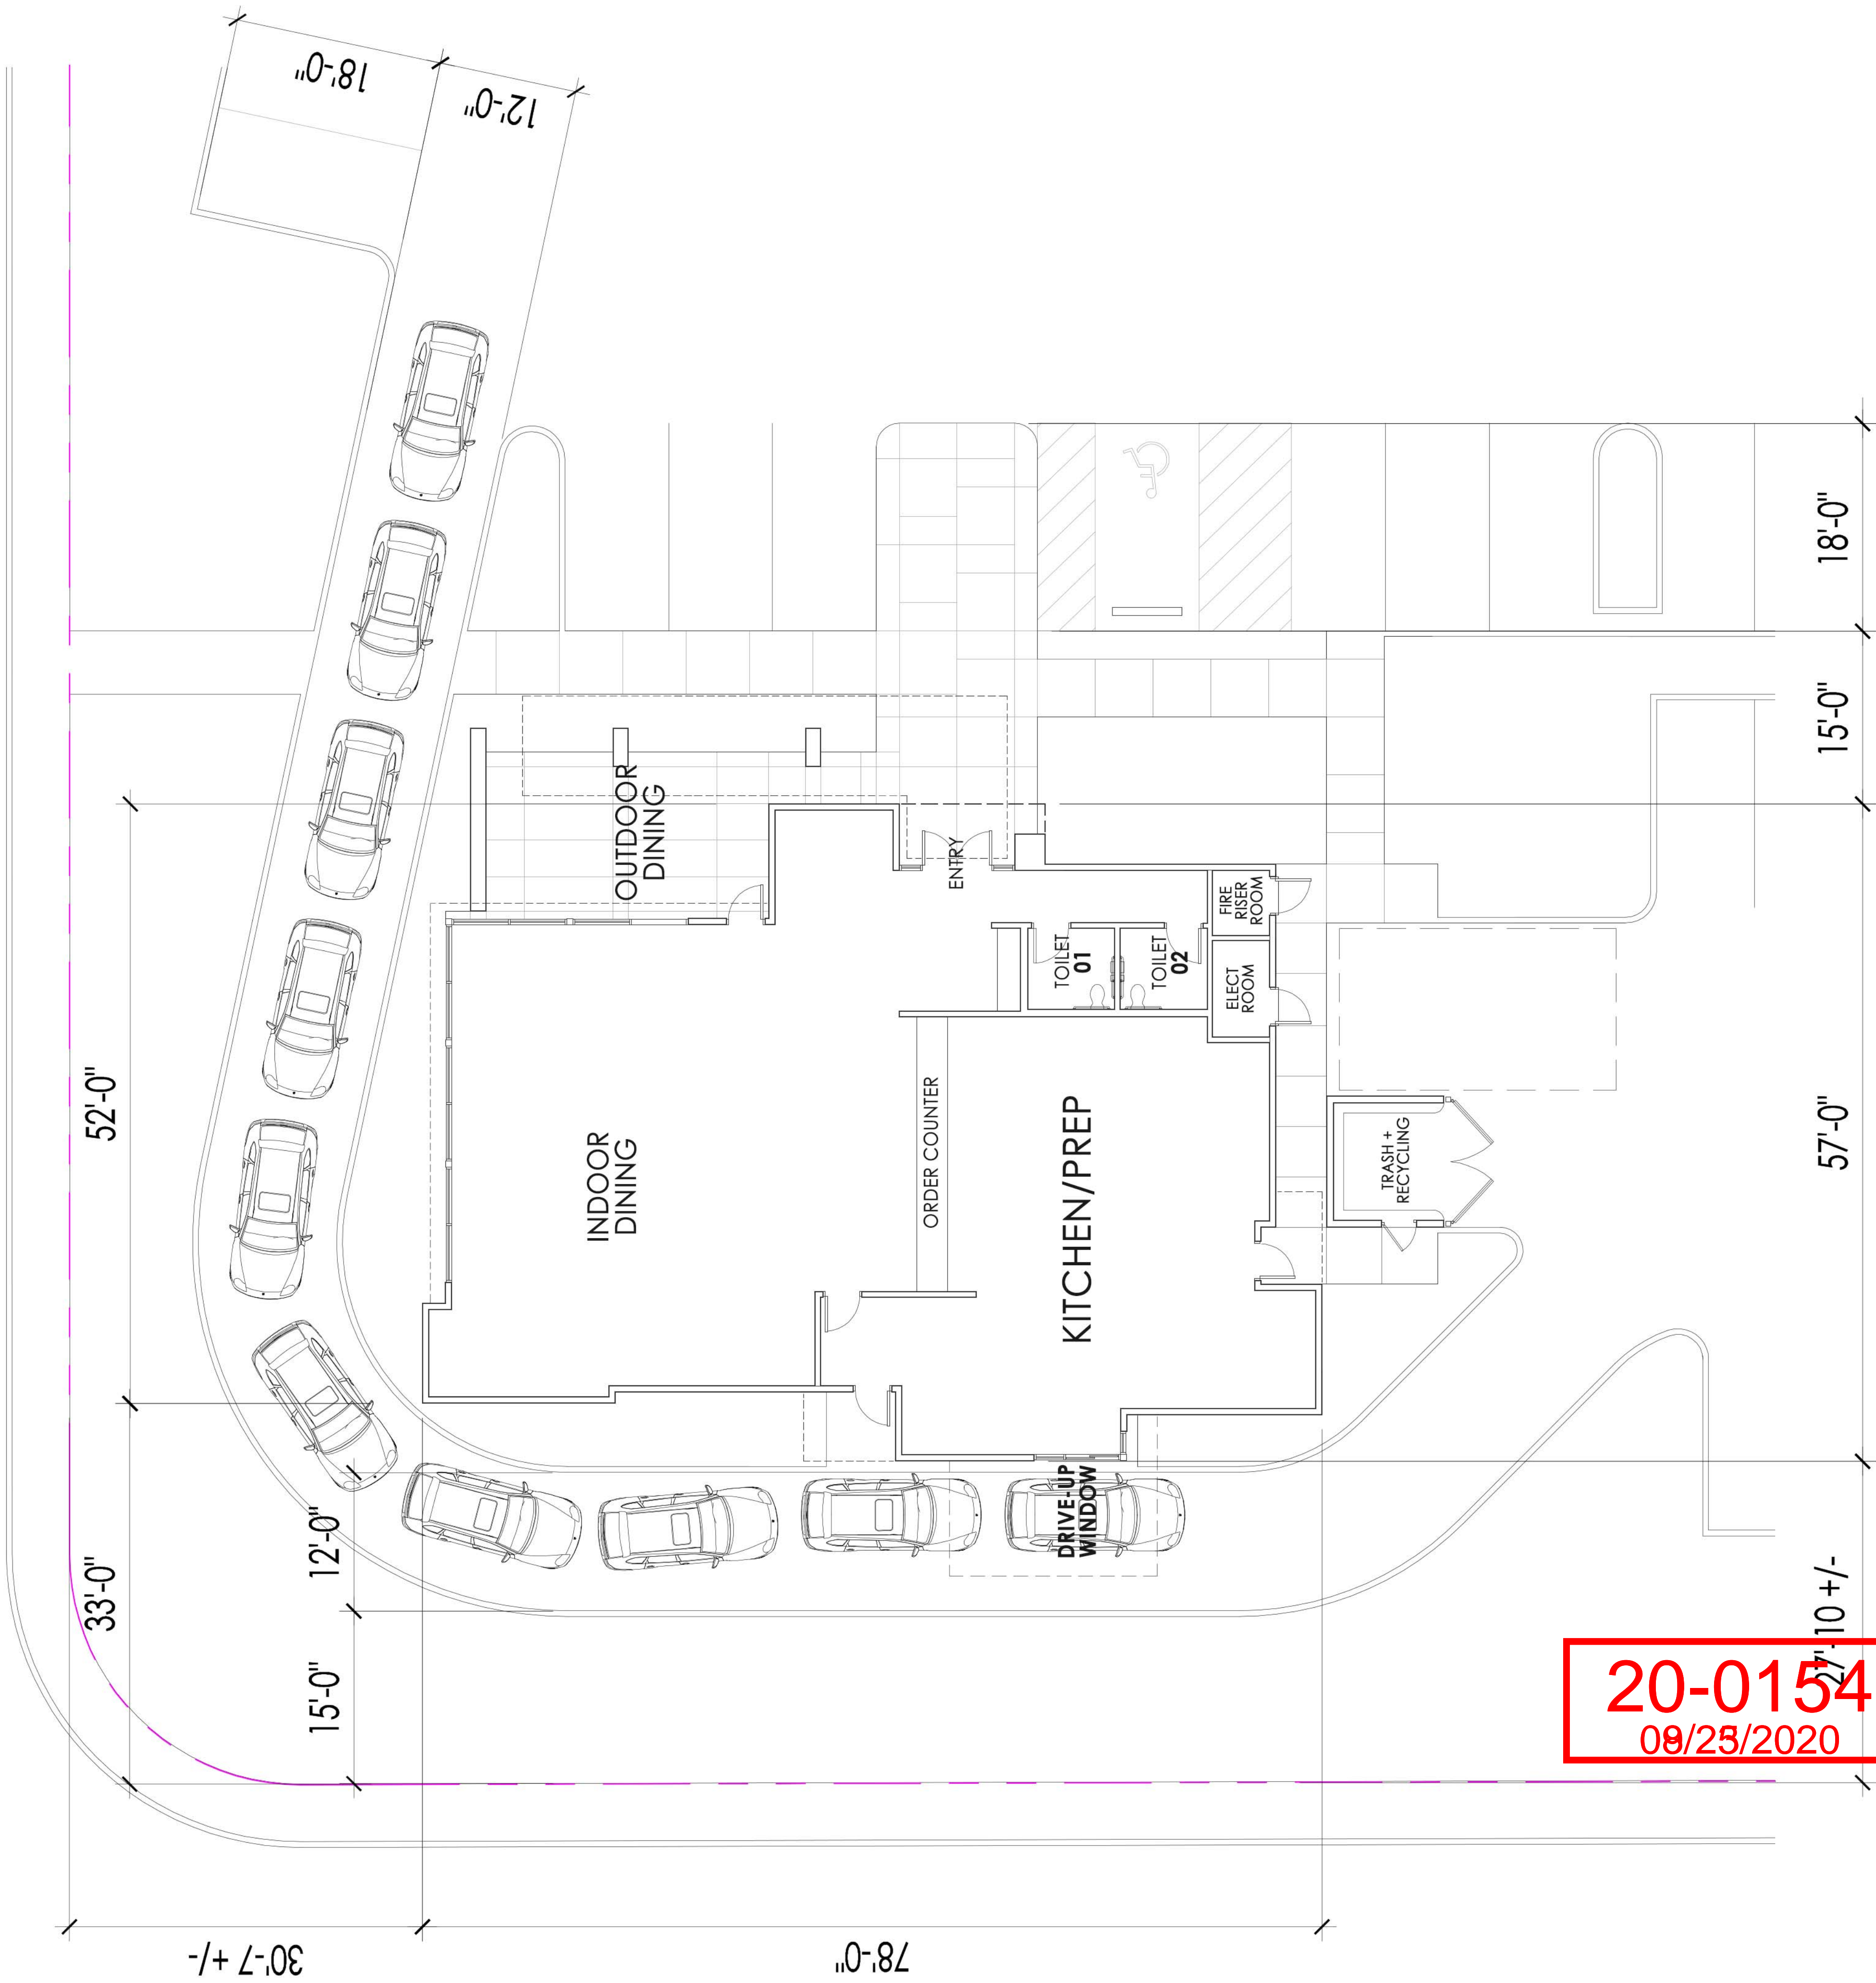 18'-0"
12'-0"
52'-0"
33'-0"
12'-0"
15'-0"
30'-7 +/-
78'-0"
OUTDOOR
DINING
ENTRY
INDOOR
DINING
ORDER COUNTER
KITCHEN/PREP
TOILET
01
TOILET
02
FIRE
RISER
ROOM
ELECT
ROOM
TRASH +
RECYCLING
DRIVE-UP
WINDOW
18'-0"
15'-0"
57'-0"
27'-10 +/-
20-0154
/2020